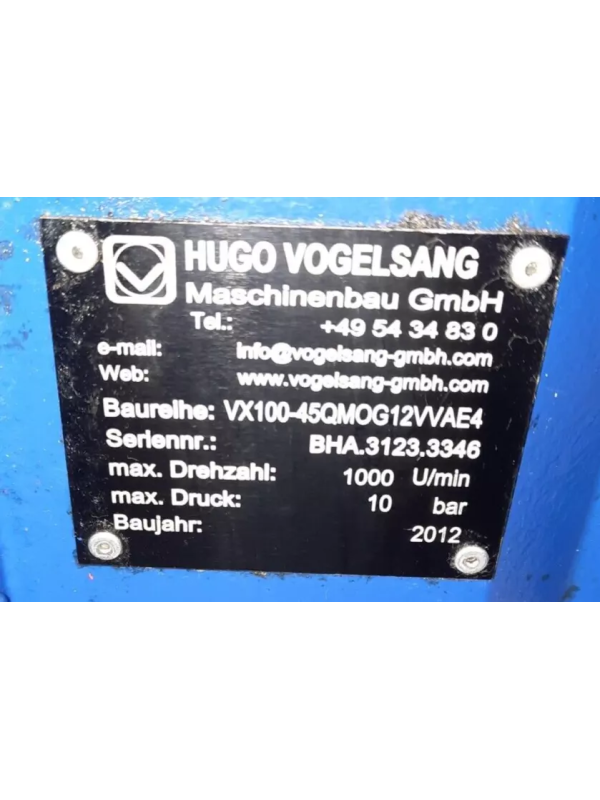 HUGO VOGELSANG
Maschinenbau GmbH
Tel.: +49 54 34 83 0
e-mail: info@vogelsang-gmbh.com
Web: www.vogelsang-gmbh.com
Baureihe: VX100-45QMOG12VVAE4
Seriennr.: BHA.3123.3346
max. Drehzahl: 1000 U/min
max. Druck: 10 bar
Baujahr: 2012